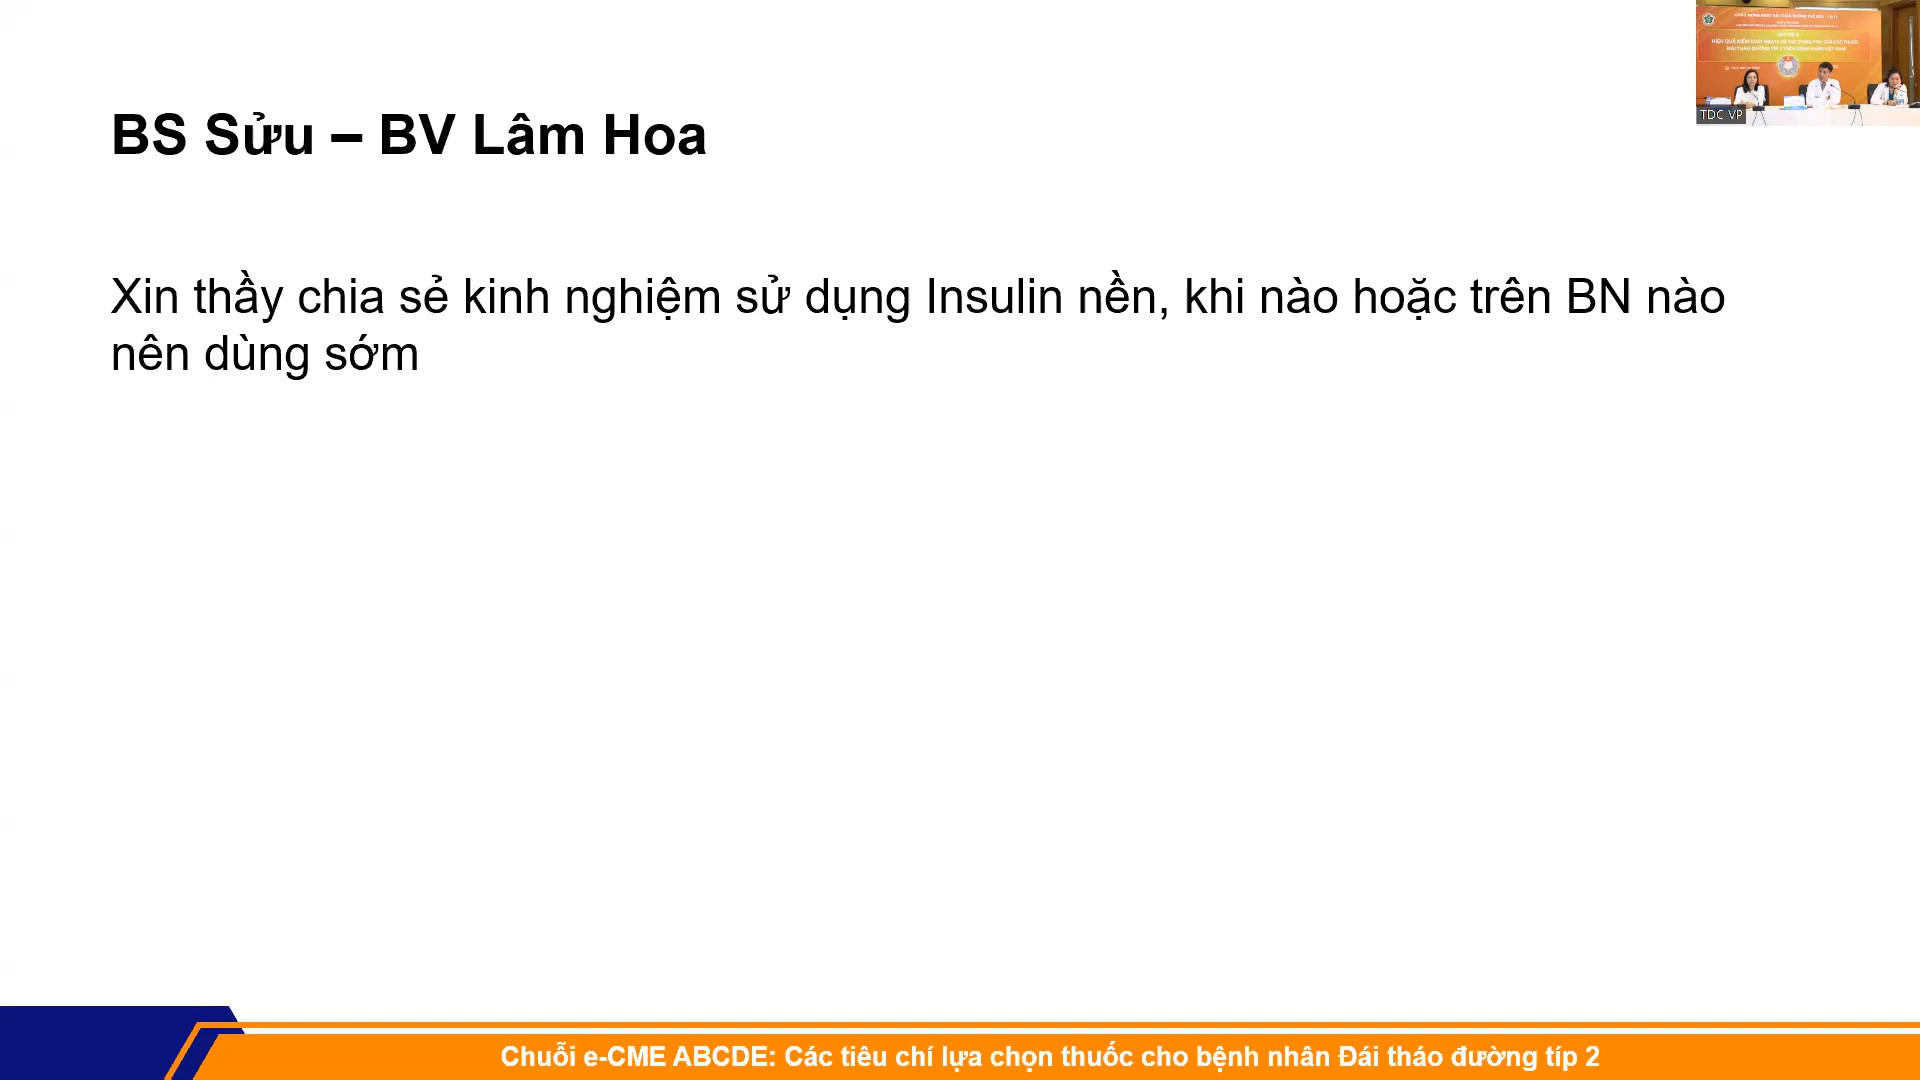 BS Sửu – BV Lâm Hoa
Xin thầy chia sẻ kinh nghiệm sử dụng Insulin nền, khi nào hoặc trên BN nào
nên dùng sớm
TDC VP
Chuỗi e-CME ABCDE: Các tiêu chí lựa chọn thuốc cho bệnh nhân Đái tháo đường típ 2